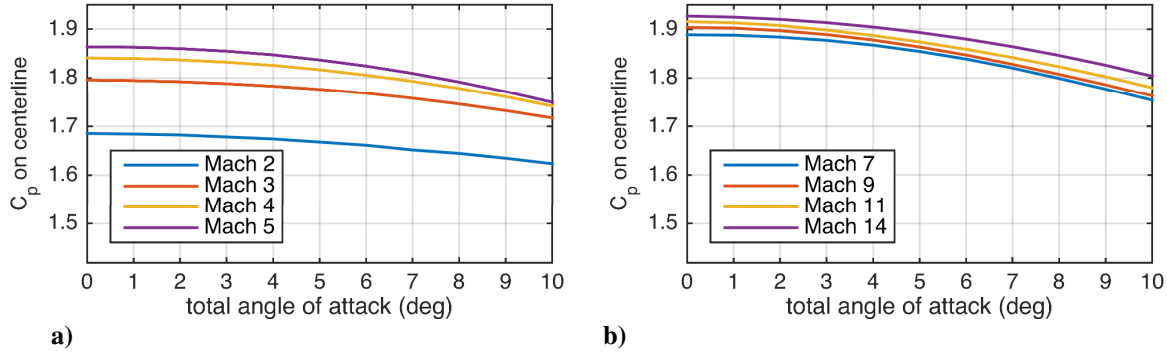 1.9
1.8
1.7
1.6
1.5
C_p on centerline
Mach 2
Mach 3
Mach 4
Mach 5
0 1 2 3 4 5 6 7 8 9 10
total angle of attack (deg)
a)
1.9
1.8
1.7
1.6
1.5
C_p on centerline
Mach 7
Mach 9
Mach 11
Mach 14
0 1 2 3 4 5 6 7 8 9 10
total angle of attack (deg)
b)